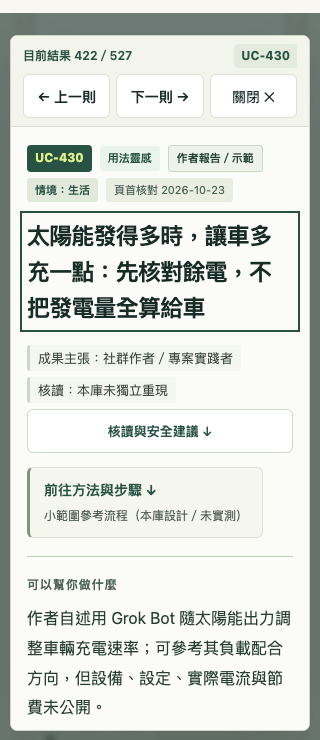 目前結果 422 / 527
UC-430
← 上一則
下一則 →
關閉 ×
UC-430
用法靈感
作者報告 / 示範
情境：生活
頁首核對 2026-10-23
太陽能發得多時，讓車多
充一點：先核對餘電，不
把發電量全算給車
成果主張：社群作者 / 專案實踐者
核讀：本庫未獨立重現
核讀與安全建議 ↓
前往方法與步驟 ↓
小範圍參考流程（本庫設計 / 未實測）
可以幫你做什麼
作者自述用 Grok Bot 隨太陽能出力調
整車輛充電速率；可參考其負載配合
方向，但設備、設定、實際電流與節
費未公開。